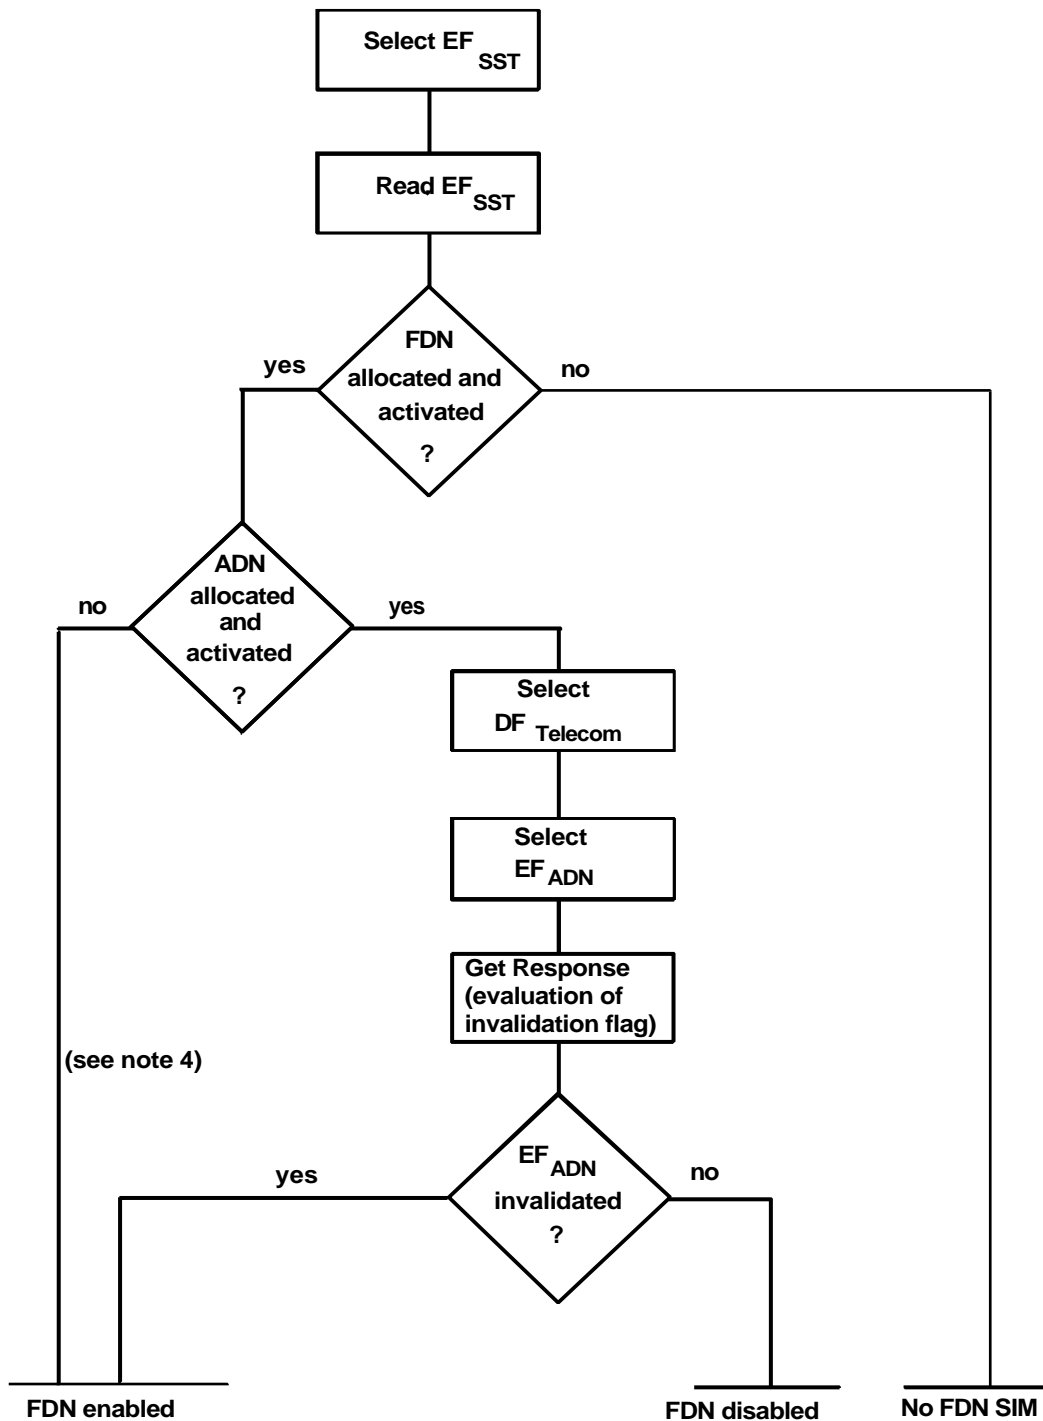 Select EF SST
Read EF SST
FDN
allocated and
activated
?
yes
no
ADN
allocated
and
activated
?
no
yes
Select
DF Telecom
Select
EF ADN
Get Response
(evaluation of
invalidation flag)
(see note 4)
EF ADN
invalidated
?
yes
no
FDN enabled
FDN disabled
No FDN SIM